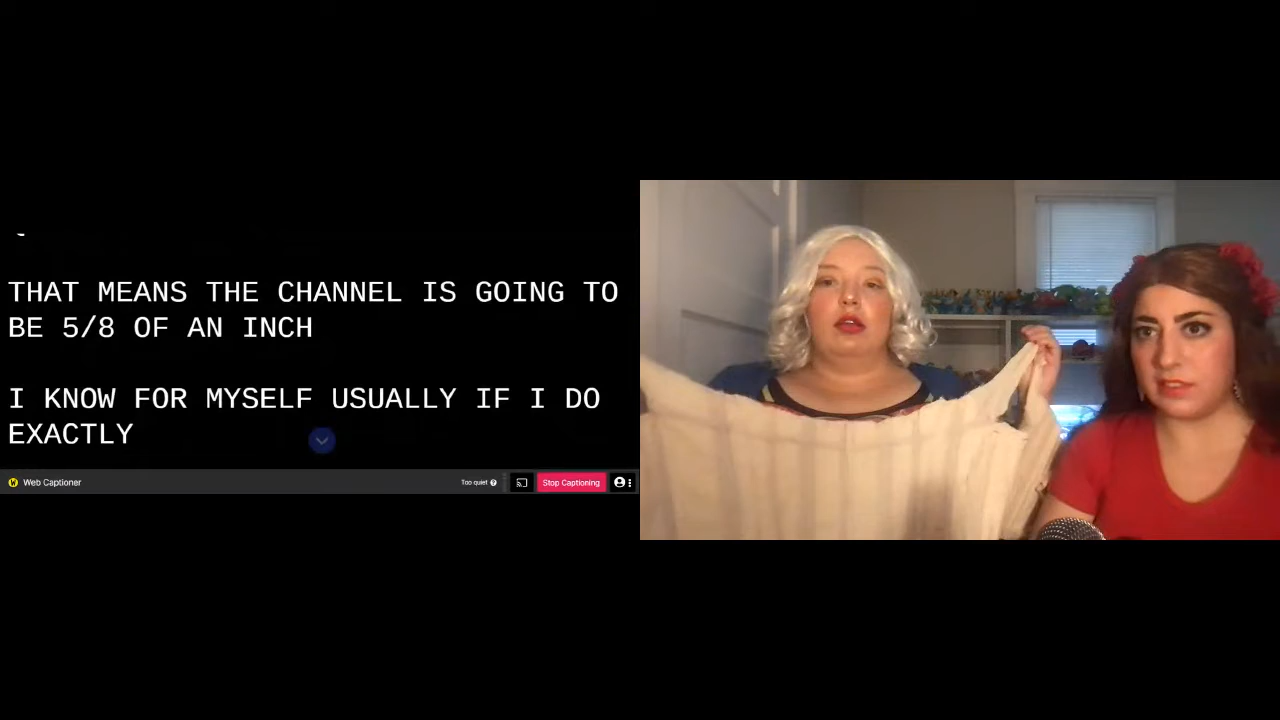 THAT MEANS THE CHANNEL IS GOING TO
BE 5/8 OF AN INCH
I KNOW FOR MYSELF USUALLY IF I DO
EXACTLY
Web Captioner
Too quiet
Stop Captioning